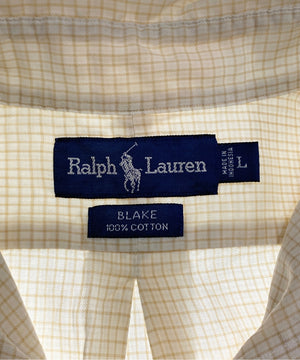 Ralph Lauren
MADE IN
INDONESIA
L
BLAKE
100% COTTON